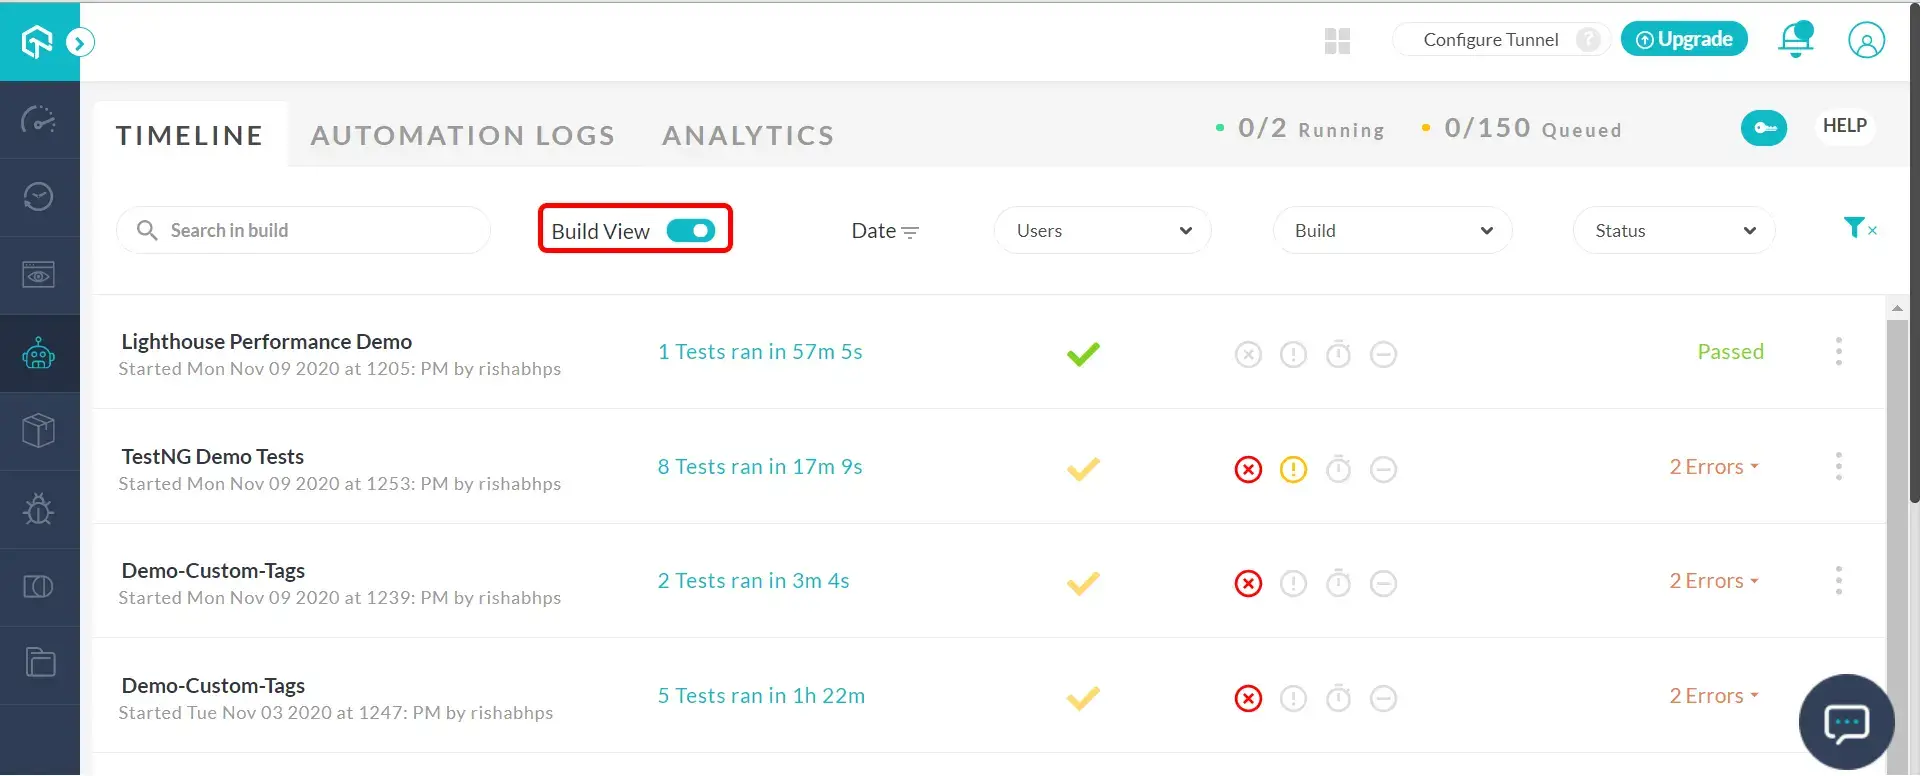 Configure Tunnel ? Upgrade
TIMELINE AUTOMATION LOGS ANALYTICS 0/2 Running 0/150 Queued HELP
Search in build Build View Date Users Build Status
Lighthouse Performance Demo
Started Mon Nov 09 2020 at 1205: PM by rishabhps
1 Tests ran in 57m 5s
Passed
TestNG Demo Tests
Started Mon Nov 09 2020 at 1253: PM by rishabhps
8 Tests ran in 17m 9s
2 Errors
Demo-Custom-Tags
Started Mon Nov 09 2020 at 1239: PM by rishabhps
2 Tests ran in 3m 4s
2 Errors
Demo-Custom-Tags
Started Tue Nov 03 2020 at 1247: PM by rishabhps
5 Tests ran in 1h 22m
2 Errors